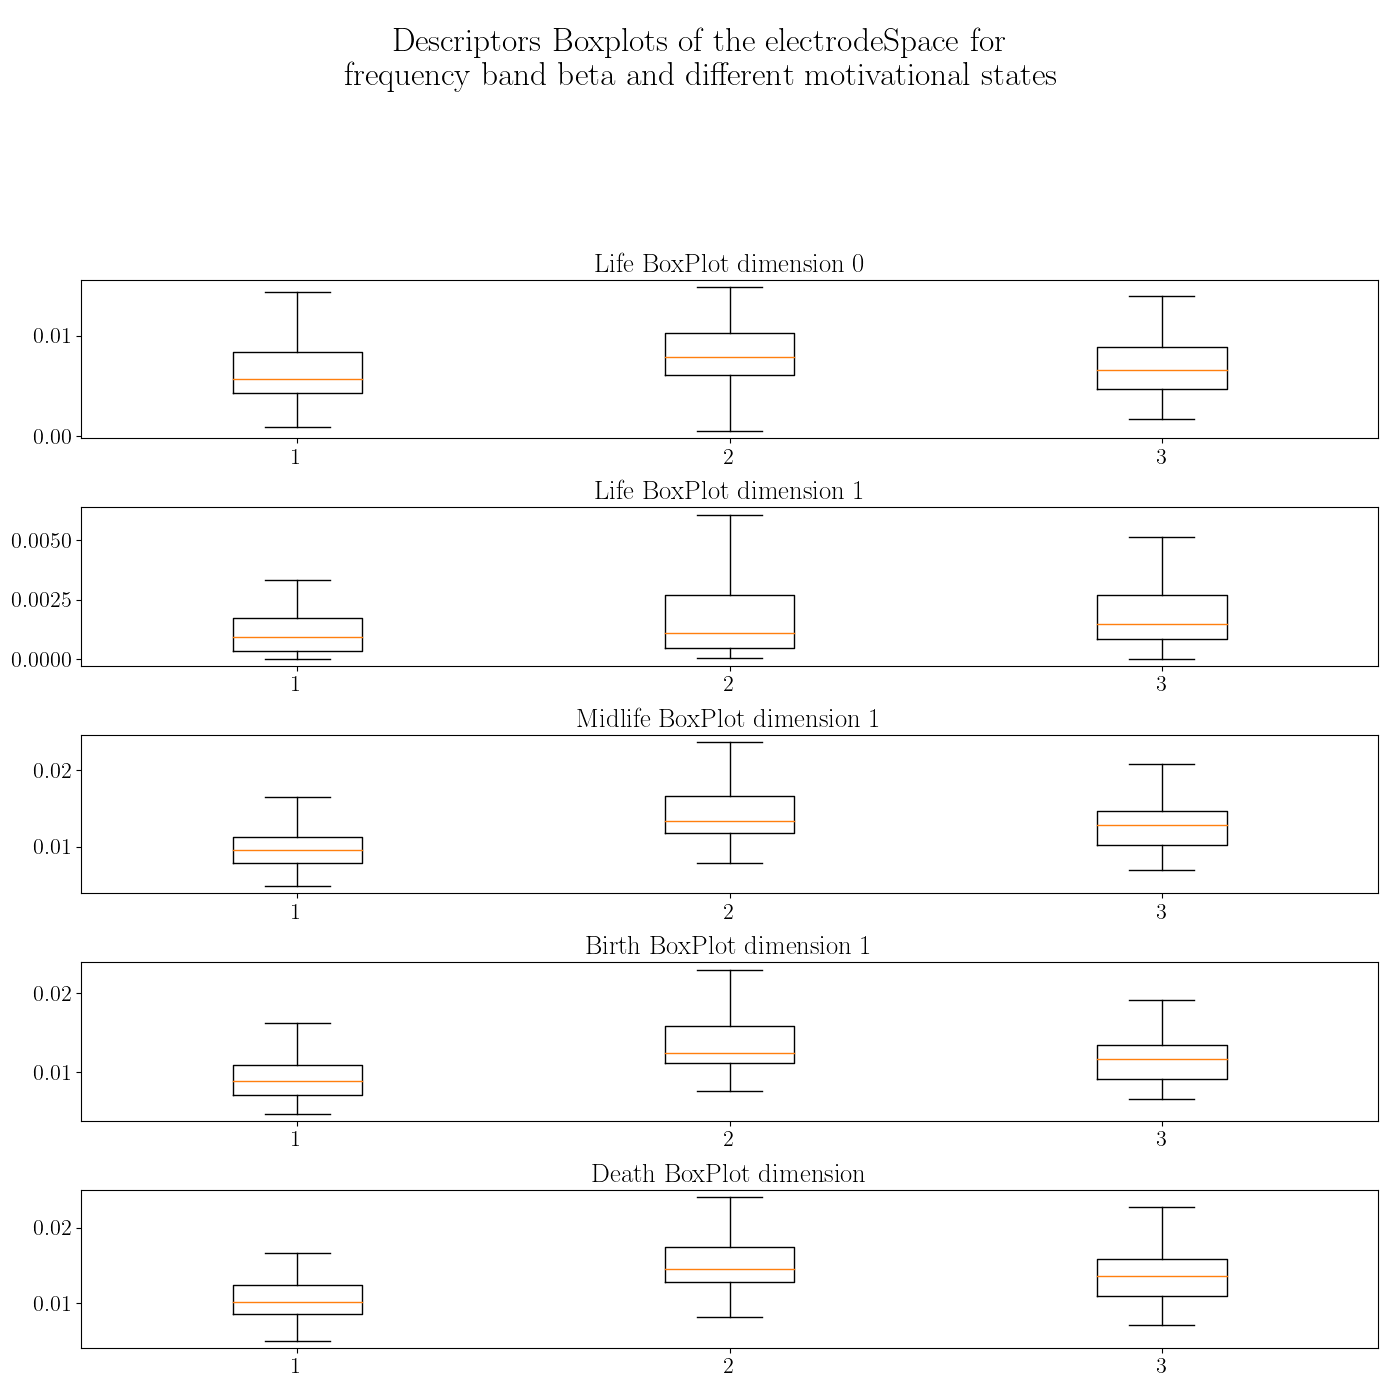 Descriptors Boxplots of the electrodeSpace for
frequency band beta and different motivational states
Life BoxPlot dimension 0
0.01
0.00
1 2 3
Life BoxPlot dimension 1
0.0050
0.0025
0.0000
1 2 3
Midlife BoxPlot dimension 1
0.02
0.01
1 2 3
Birth BoxPlot dimension 1
0.02
0.01
1 2 3
Death BoxPlot dimension
0.02
0.01
1 2 3